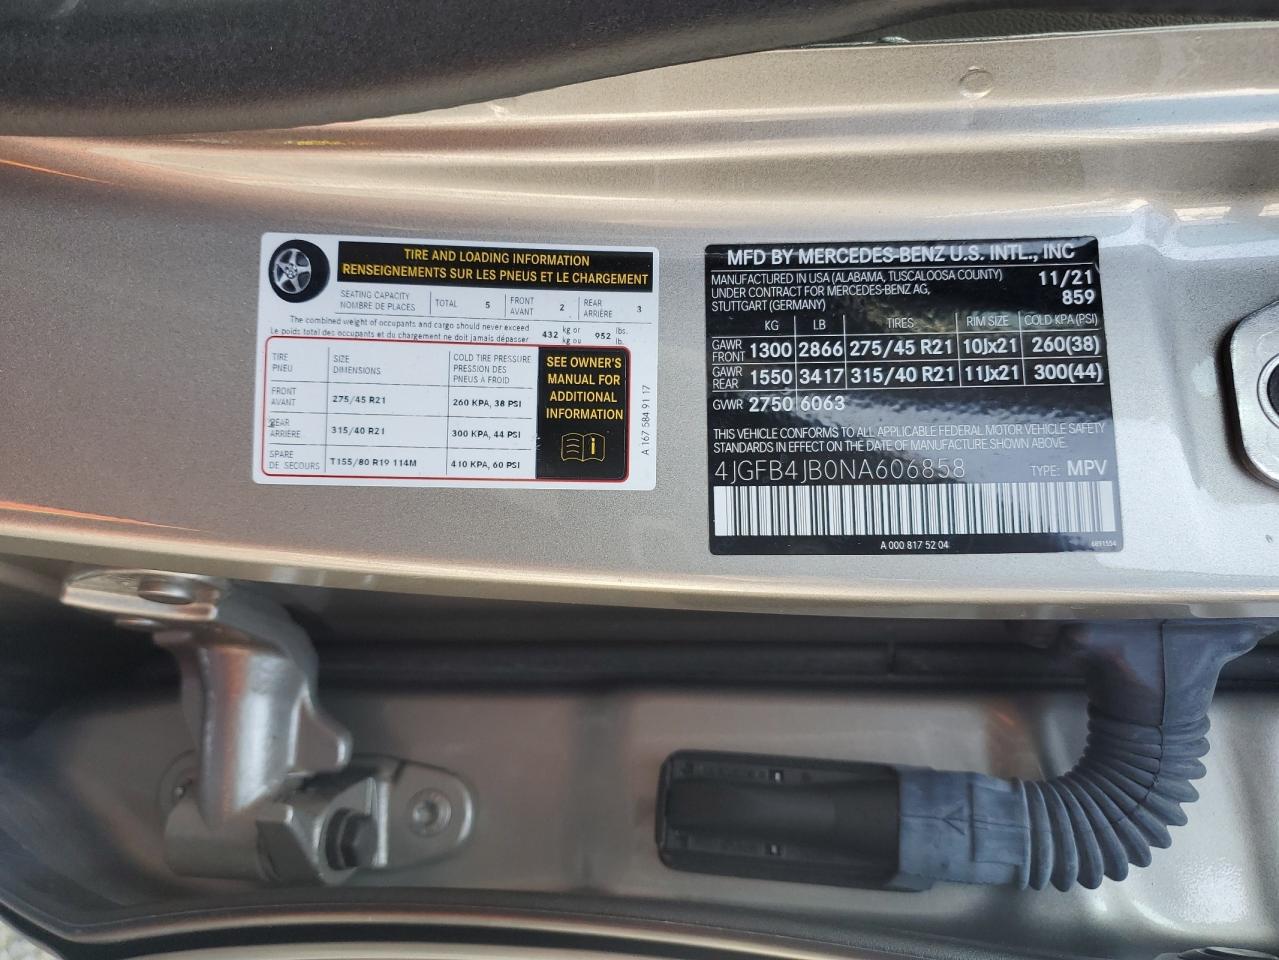 TIRE AND LOADING INFORMATION
RENSEIGNEMENTS SUR LES PNEUS ET LE CHARGEMENT
SEATING CAPACITY
NOMBRE DE PLACES
TOTAL 5
FRONT
AVANT 2
REAR
ARRIÈRE 3
The combined weight of occupants and cargo should never exceed
Le poids total des occupants et du chargement ne doit jamais dépasser
432 kg or
kg ou
952 lbs.
lb.
TIRE
PNEU
SIZE
DIMENSIONS
COLD TIRE PRESSURE
PRESSION DES
PNEUS A FROID
FRONT
AVANT
275/45 R21
260 KPA, 38 PSI
REAR
ARRIÈRE
315/40 R21
300 KPA, 44 PSI
SPARE
DE SECOURS
T155/80 R19 114M
410 KPA, 60 PSI
SEE OWNER'S
MANUAL FOR
ADDITIONAL
INFORMATION
i
A 167 584 91 17
MFD BY MERCEDES-BENZ U.S. INTL., INC
MANUFACTURED IN USA (ALABAMA, TUSCALOOSA COUNTY) 11/21
UNDER CONTRACT FOR MERCEDES-BENZ AG, 859
STUTTGART (GERMANY)
KG LB TIRES RIM SIZE COLD KPA (PSI)
GAWR
FRONT 1300 2866 275/45 R21 10Jx21 260(38)
GAWR
REAR 1550 3417 315/40 R21 11Jx21 300(44)
GVWR 2750 6063
THIS VEHICLE CONFORMS TO ALL APPLICABLE FEDERAL MOTOR VEHICLE SAFETY
STANDARDS IN EFFECT ON THE DATE OF MANUFACTURE SHOWN ABOVE.
4JGFB4JB0NA606858 TYPE: MPV
A 000 817 52 04
6891554